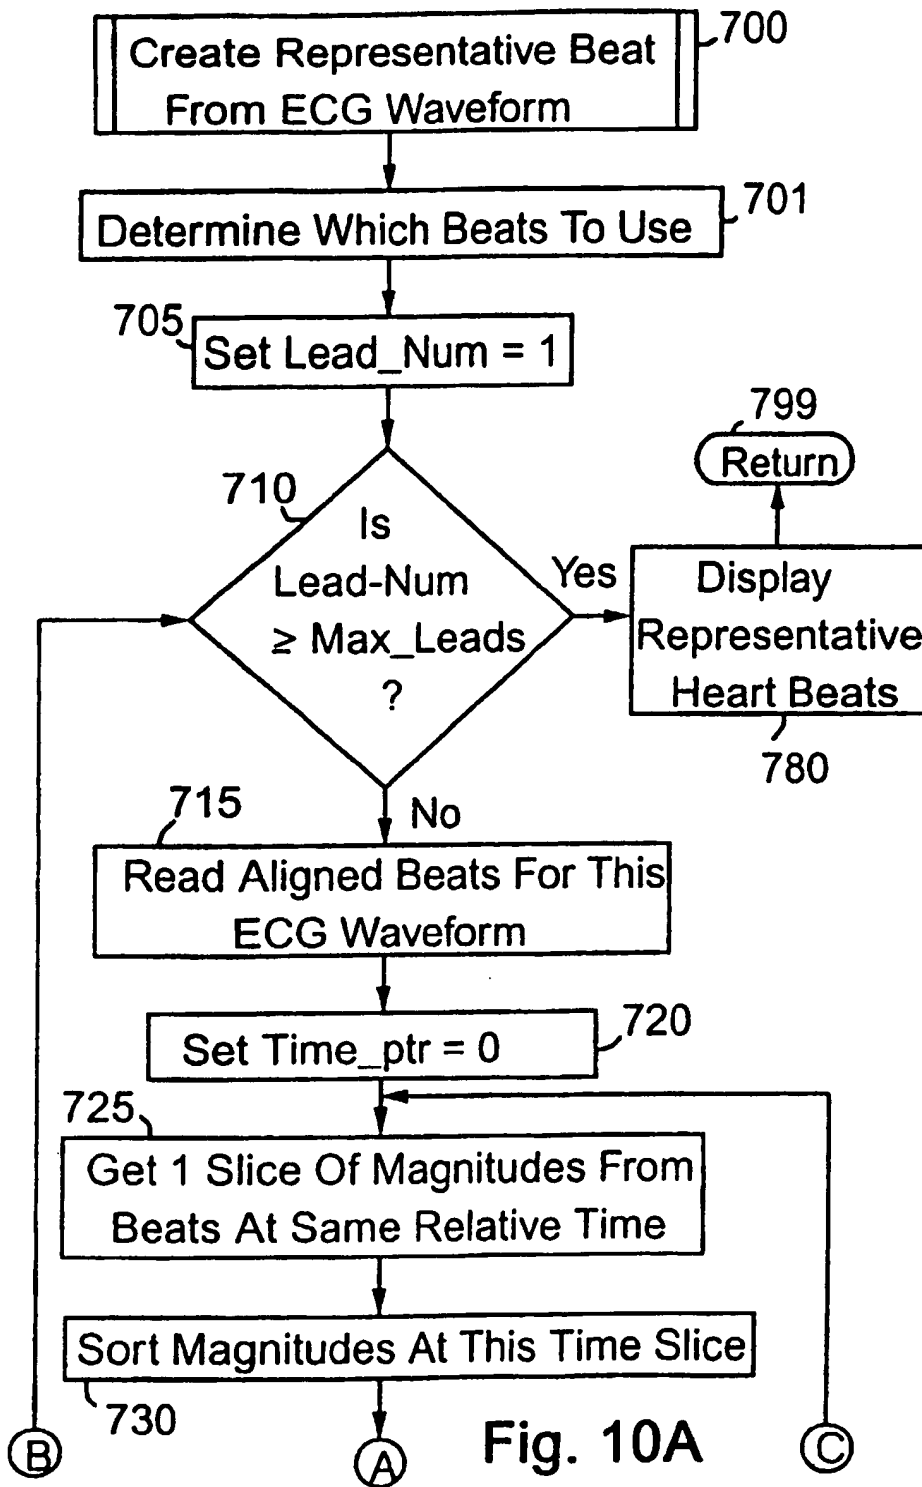 Create Representative Beat
From ECG Waveform
700
Determine Which Beats To Use
701
705
Set Lead_Num = 1
799
Return
710
Is
Lead-Num
≥ Max_Leads
?
Yes
Display
Representative
Heart Beats
780
No
715
Read Aligned Beats For This
ECG Waveform
Set Time_ptr = 0
720
725
Get 1 Slice Of Magnitudes From
Beats At Same Relative Time
Sort Magnitudes At This Time Slice
730
B
A
Fig. 10A
C